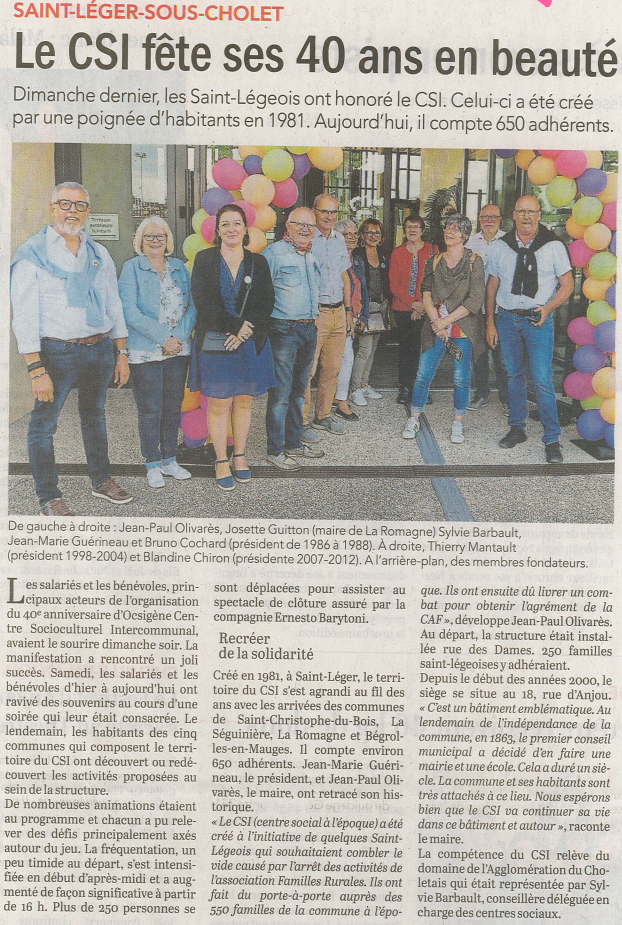 SAINT-LÉGER-SOUS-CHOLET
Le CSI fête ses 40 ans en beauté
Dimanche dernier, les Saint-Légeois ont honoré le CSI. Celui-ci a été créé
par une poignée d'habitants en 1981. Aujourd'hui, il compte 650 adhérents.
De gauche à droite : Jean-Paul Olivarès, Josette Guitton (maire de La Romagne) Sylvie Barbault,
Jean-Marie Guérineau et Bruno Cochard (président de 1986 à 1988). À droite, Thierry Mantault
(président 1998-2004) et Blandine Chiron (présidente 2007-2012). A l'arrière-plan, des membres fondateurs.
Les salariés et les bénévoles, prin-
cipaux acteurs de l'organisation
du 40e anniversaire d'Ocsigène Centre
Socioculturel Intercommunal,
avaient le sourire dimanche soir. La
manifestation a rencontré un joli
succès. Samedi, les salariés et les
bénévoles d'hier à aujourd'hui ont
ravivé des souvenirs au cours d'une
soirée qui leur était consacrée. Le
lendemain, les habitants des cinq
communes qui composent le terri-
toire du CSI ont découvert ou redé-
couvert les activités proposées au
sein de la structure.
De nombreuses animations étaient
au programme et chacun a pu rele-
ver des défis principalement axés
autour du jeu. La fréquentation, un
peu timide au départ, s'est intensi-
fiée en début d'après-midi et a aug-
menté de façon significative à partir
de 16 h. Plus de 250 personnes se
sont déplacées pour assister au
spectacle de clôture assuré par la
compagnie Ernesto Barytoni.
Recréer
de la solidarité
Créé en 1981, à Saint-Léger, le terri-
toire du CSI s'est agrandi au fil des
ans avec les arrivées des communes
de Saint-Christophe-du-Bois, La
Séguinière, La Romagne et Bégrol-
les-en-Mauges. Il compte environ
650 adhérents. Jean-Marie Guéri-
neau, le président, et Jean-Paul Oli-
varès, le maire, ont retracé son his-
torique.
« Le CSI (centre social à l'époque) a été
créé à l'initiative de quelques Saint-
Légeois qui souhaitaient combler le
vide causé par l'arrêt des activités de
l'association Familles Rurales. Ils ont
fait du porte-à-porte auprès des
550 familles de la commune à l'épo-
que. Ils ont ensuite dû livrer un com-
bat pour obtenir l'agrément de la
CAF », développe Jean-Paul Olivarès.
Au départ, la structure était instal-
lée rue des Dames. 250 familles
saint-légeoises y adhéraient.
Depuis le début des années 2000, le
siège se situe au 18, rue d'Anjou.
« C'est un bâtiment emblématique. Au
lendemain de l'indépendance de la
commune, en 1863, le premier conseil
municipal a décidé d'en faire une
mairie et une école. Cela a duré un siè-
cle. La commune et ses habitants sont
très attachés à ce lieu. Nous espérons
bien que le CSI va continuer sa vie
dans ce bâtiment et autour », raconte
le maire.
La compétence du CSI relève du
domaine de l'Agglomération du Cho-
letais qui était représentée par Syl-
vie Barbault, conseillère déléguée en
charge des centres sociaux.